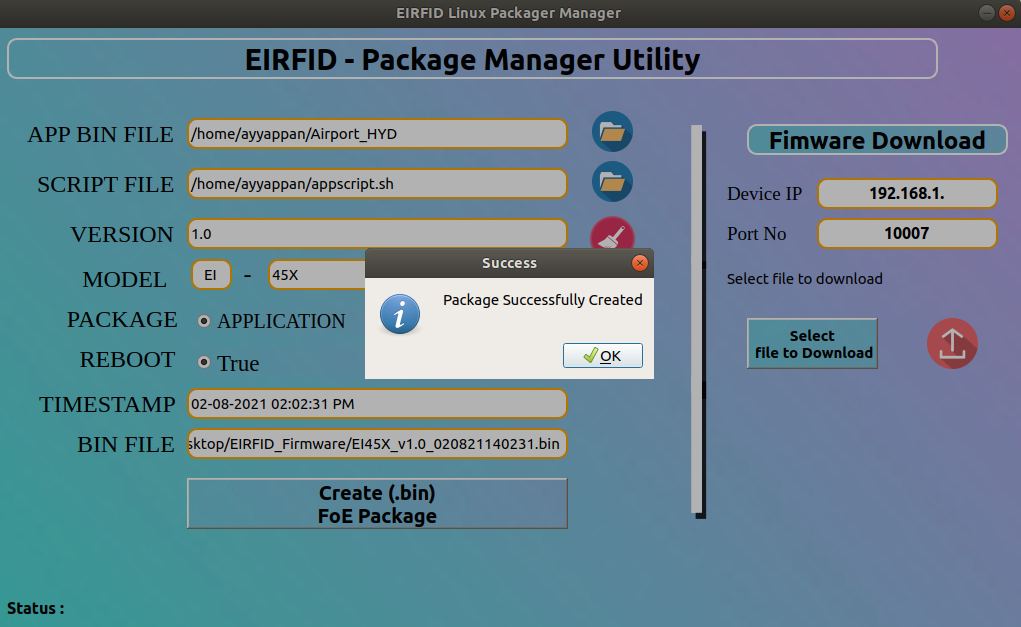 EIRFID Linux Packager Manager
EIRFID - Package Manager Utility
APP BIN FILE
/home/ayyappan/Airport_HYD
SCRIPT FILE
/home/ayyappan/appscript.sh
VERSION
1.0
MODEL
EI
-
45X
PACKAGE
APPLICATION
REBOOT
True
TIMESTAMP
02-08-2021 02:02:31 PM
BIN FILE
sktop/EIRFID_Firmware/EI45X_v1.0_020821140231.bin
Create (.bin)
FoE Package
Success
Package Successfully Created
OK
Fimware Download
Device IP
192.168.1.
Port No
10007
Select file to download
Select
file to Download
Status :